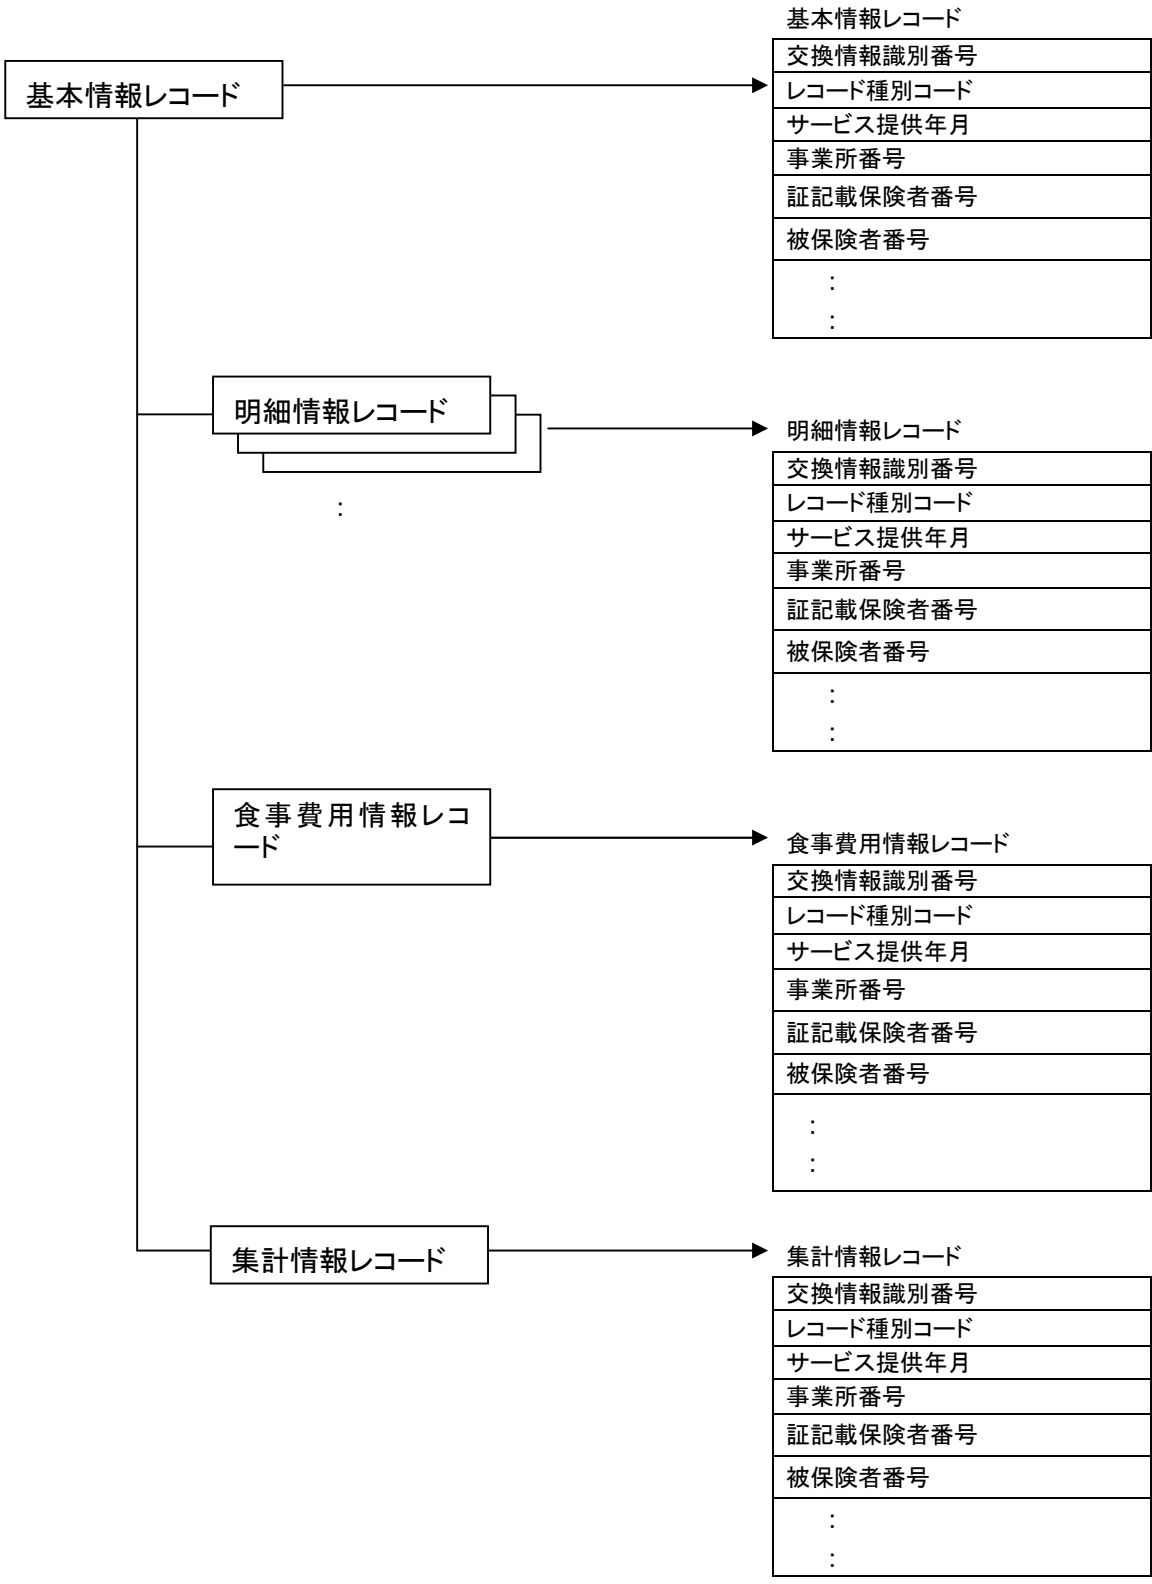 基本情報レコード
基本情報レコード
交換情報識別番号
レコード種別コード
サービス提供年月
事業所番号
証記載保険者番号
被保険者番号
：
：
明細情報レコード
：
明細情報レコード
交換情報識別番号
レコード種別コード
サービス提供年月
事業所番号
証記載保険者番号
被保険者番号
：
：
食事費用情報レコ
ード
食事費用情報レコード
交換情報識別番号
レコード種別コード
サービス提供年月
事業所番号
証記載保険者番号
被保険者番号
：
：
集計情報レコード
集計情報レコード
交換情報識別番号
レコード種別コード
サービス提供年月
事業所番号
証記載保険者番号
被保険者番号
：
：